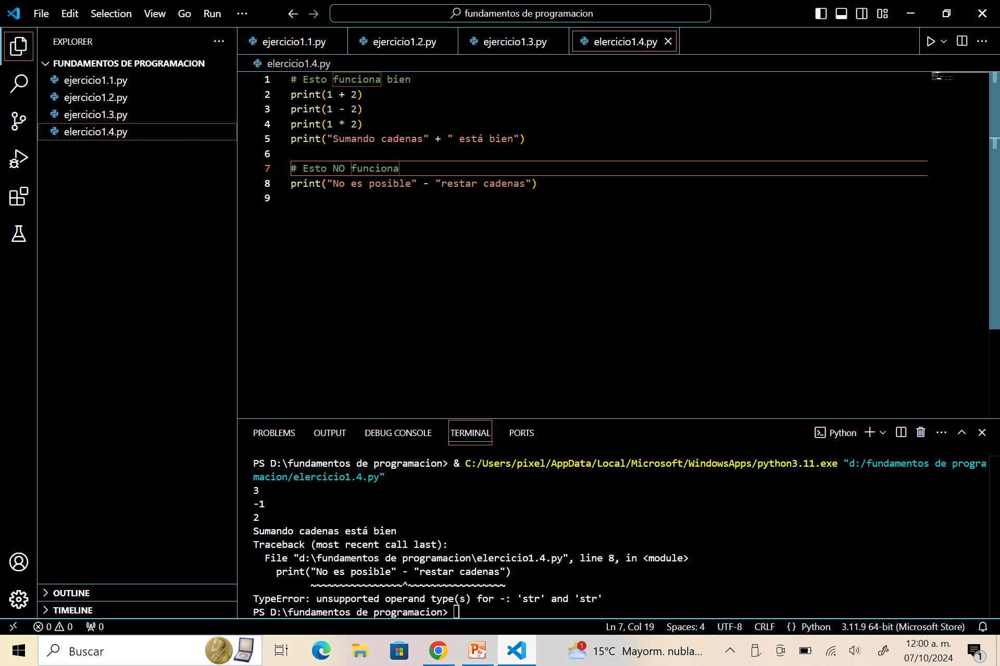 File Edit Selection View Go Run ···
fundamentos de programacion
EXPLORER
FUNDAMENTOS DE PROGRAMACION
ejercicio1.1.py
ejercicio1.2.py
ejercicio1.3.py
elercicio1.4.py
OUTLINE
TIMELINE
ejercicio1.1.py ejercicio1.2.py ejercicio1.3.py elercicio1.4.py
elercicio1.4.py
1 # Esto funciona bien
2 print(1 + 2)
3 print(1 - 2)
4 print(1 * 2)
5 print("Sumando cadenas" + " está bien")
6
7 # Esto NO funciona
8 print("No es posible" - "restar cadenas")
9
PROBLEMS OUTPUT DEBUG CONSOLE TERMINAL PORTS
Python
PS D:\fundamentos de programacion> & C:/Users/pixel/AppData/Local/Microsoft/WindowsApps/python3.11.exe "d:/fundamentos de progra
macion/elercicio1.4.py"
3
-1
2
Sumando cadenas está bien
Traceback (most recent call last):
  File "d:\fundamentos de programacion\elercicio1.4.py", line 8, in <module>
    print("No es posible" - "restar cadenas")
          ~~~~~~~~~~~~~~~~^~~~~~~~~~~~~~~~~~
TypeError: unsupported operand type(s) for -: 'str' and 'str'
PS D:\fundamentos de programacion>
0 0 0
Ln 7, Col 19 Spaces: 4 UTF-8 CRLF {} Python 3.11.9 64-bit (Microsoft Store)
Buscar
1
15°C Mayorm. nubla...
12:00 a. m.
07/10/2024
1